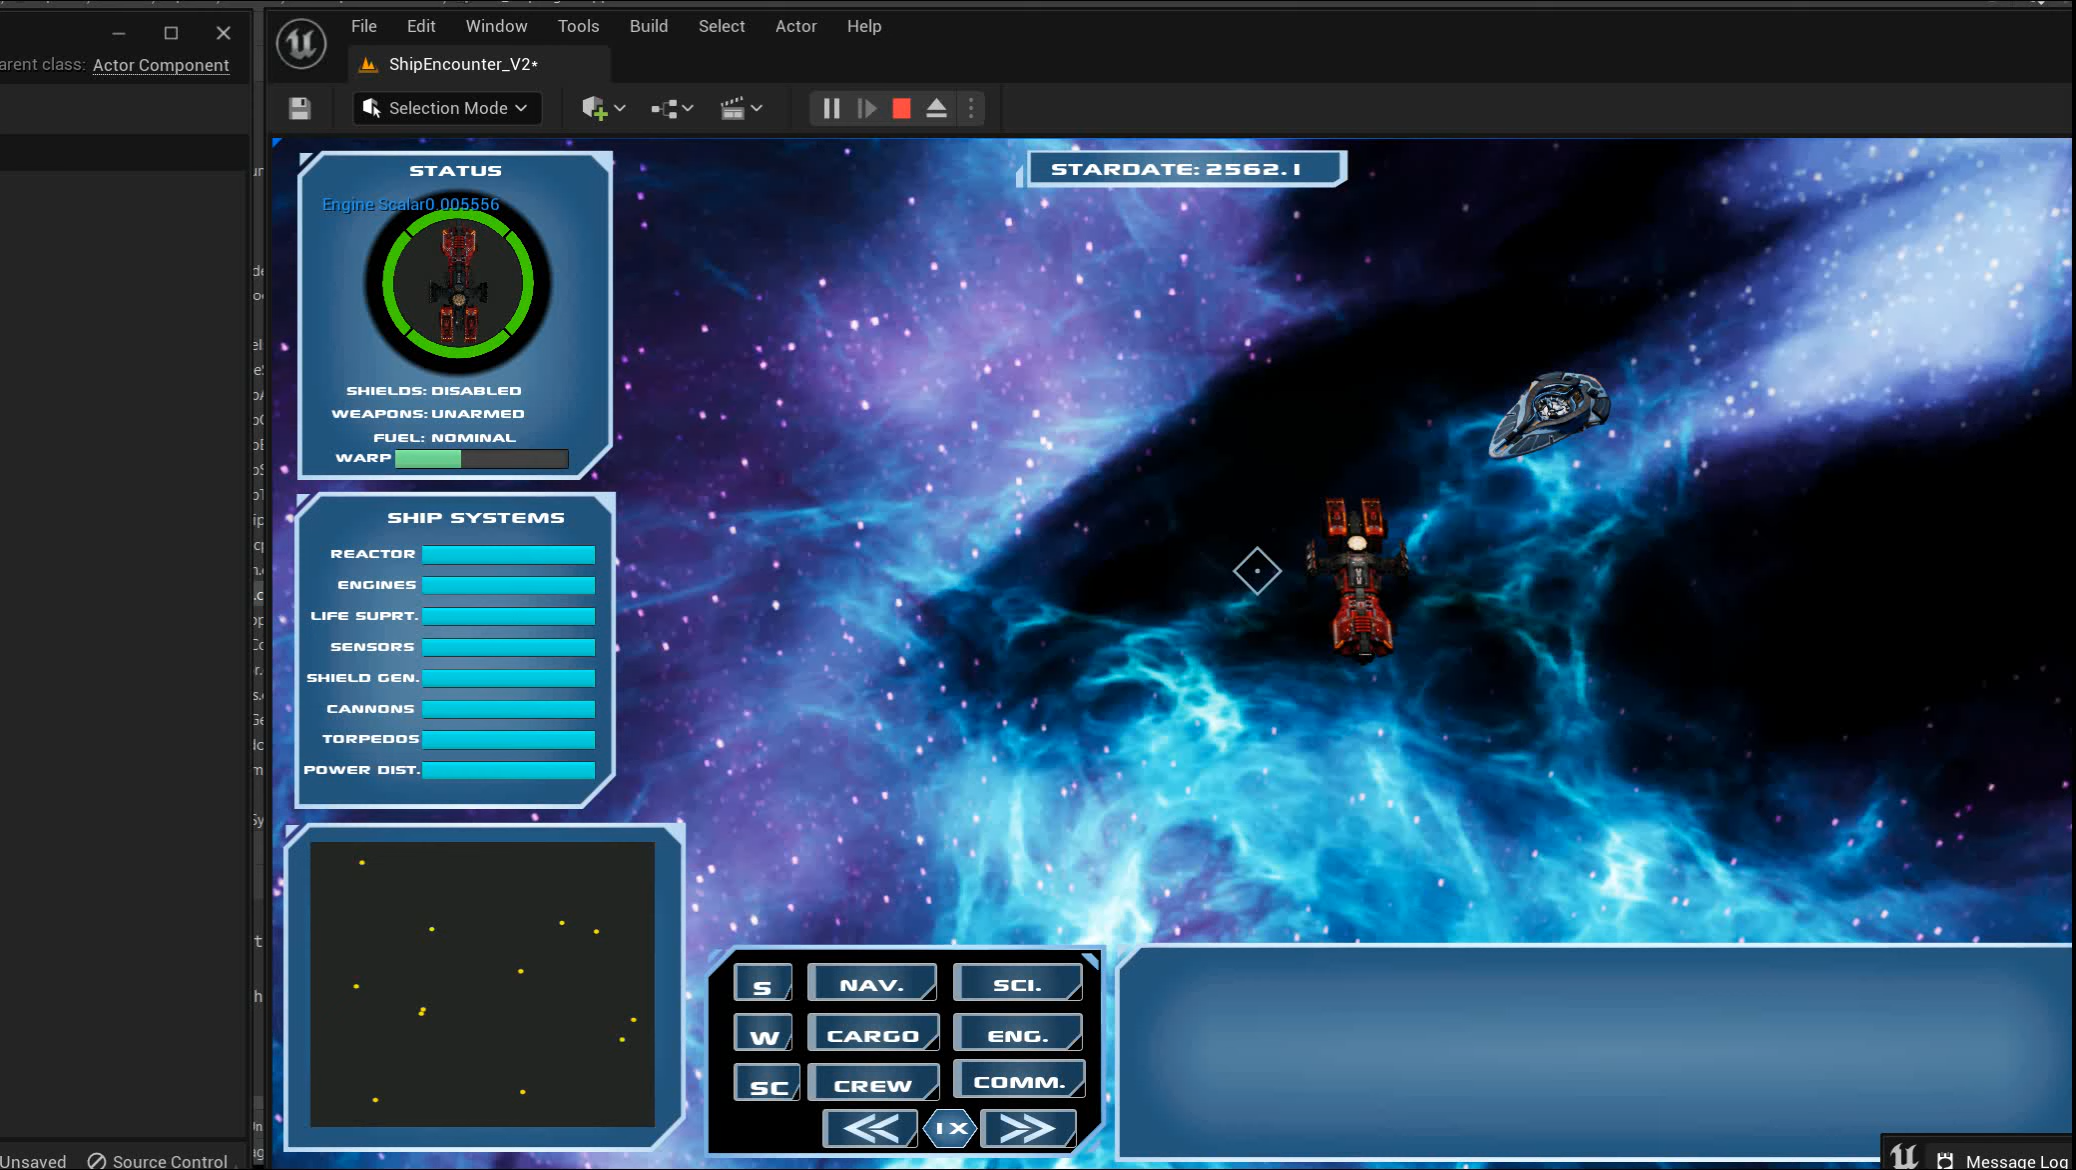 File Edit Window Tools Build Select Actor Help
arent class: Actor Component
ShipEncounter_V2*
Selection Mode
STATUS
Engine Scalar0.005556
SHIELDS: DISABLED
WEAPONS: UNARMED
FUEL: NOMINAL
WARP
STARDATE: 2562.1
SHIP SYSTEMS
REACTOR
ENGINES
LIFE SUPRT.
SENSORS
SHIELD GEN.
CANNONS
TORPEDOS
POWER DIST.
S NAV. SCI.
W CARGO ENG.
SC CREW COMM.
1X
Unsaved Source Control
Message Log